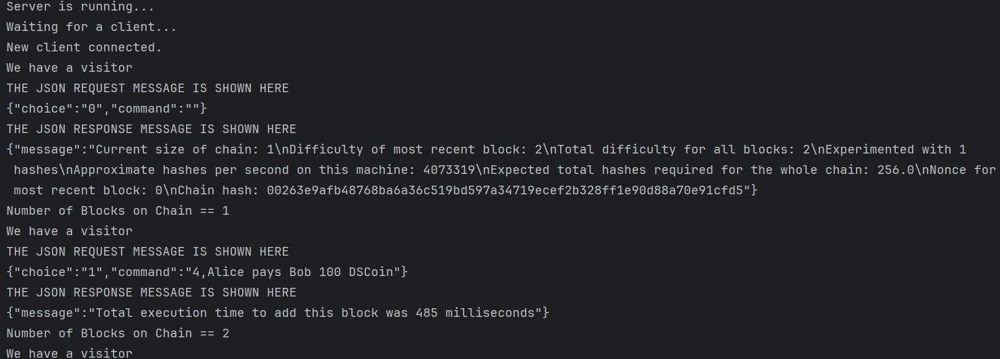 Server is running...
Waiting for a client...
New client connected.
We have a visitor
THE JSON REQUEST MESSAGE IS SHOWN HERE
{"choice":"0","command":""}
THE JSON RESPONSE MESSAGE IS SHOWN HERE
{"message":"Current size of chain: 1\nDifficulty of most recent block: 2\nTotal difficulty for all blocks: 2\nExperimented with 1
hashes\nApproximate hashes per second on this machine: 4073319\nExpected total hashes required for the whole chain: 256.0\nNonce for
most recent block: 0\nChain hash: 00263e9afb48768ba6a36c519bd597a34719ecef2b328ff1e90d88a70e91cfd5"}
Number of Blocks on Chain == 1
We have a visitor
THE JSON REQUEST MESSAGE IS SHOWN HERE
{"choice":"1","command":"4,Alice pays Bob 100 DSCoin"}
THE JSON RESPONSE MESSAGE IS SHOWN HERE
{"message":"Total execution time to add this block was 485 milliseconds"}
Number of Blocks on Chain == 2
We have a visitor